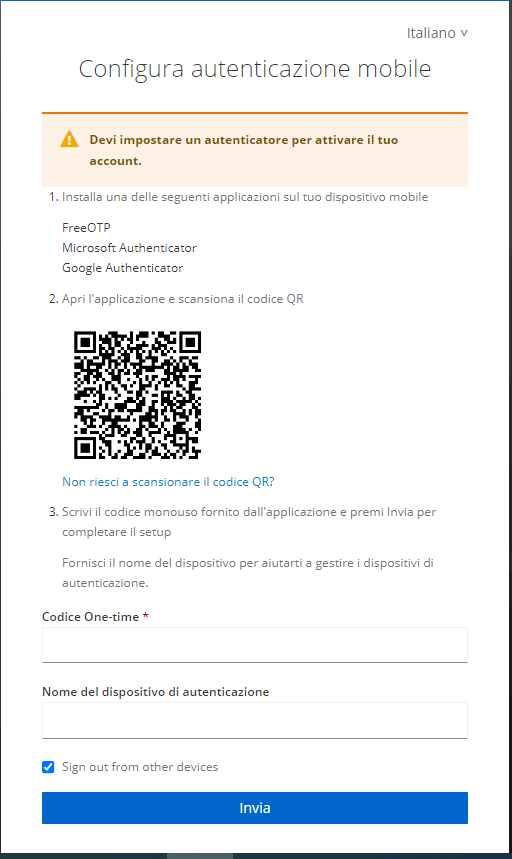 Italiano v
Configura autenticazione mobile
Devi impostare un autenticatore per attivare il tuo
account.
1. Installa una delle seguenti applicazioni sul tuo dispositivo mobile
FreeOTP
Microsoft Authenticator
Google Authenticator
2. Apri l'applicazione e scansiona il codice QR
Non riesci a scansionare il codice QR?
3. Scrivi il codice monouso fornito dall'applicazione e premi Invia per
completare il setup
Fornisci il nome del dispositivo per aiutarti a gestire i dispositivi di
autenticazione.
Codice One-time *
Nome del dispositivo di autenticazione
Sign out from other devices
Invia